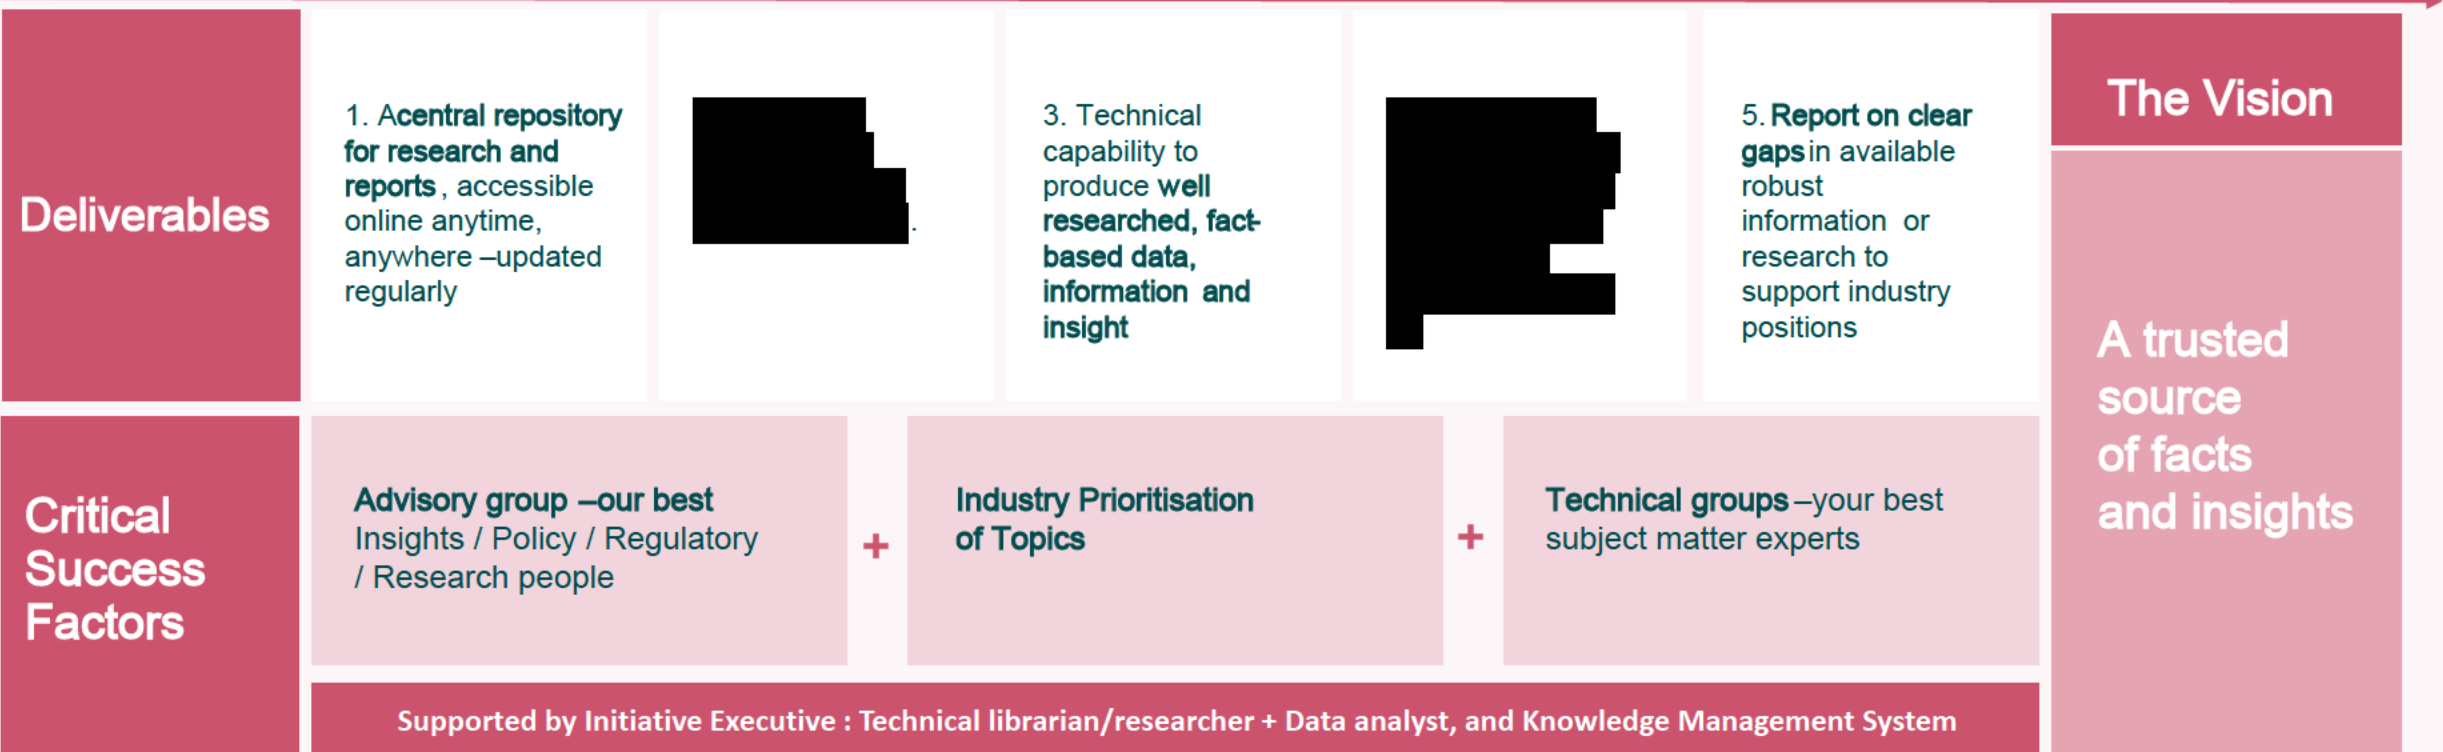 Deliverables
1. Acentral repository
for research and
reports , accessible
online anytime,
anywhere –updated
regularly
.
3. Technical
capability to
produce well
researched, fact-
based data,
information and
insight
5. Report on clear
gaps in available
robust
information or
research to
support industry
positions
The Vision
A trusted
source
of facts
and insights
Critical
Success
Factors
Advisory group –our best
Insights / Policy / Regulatory
/ Research people
+
Industry Prioritisation
of Topics
+
Technical groups –your best
subject matter experts
Supported by Initiative Executive : Technical librarian/researcher + Data analyst, and Knowledge Management System